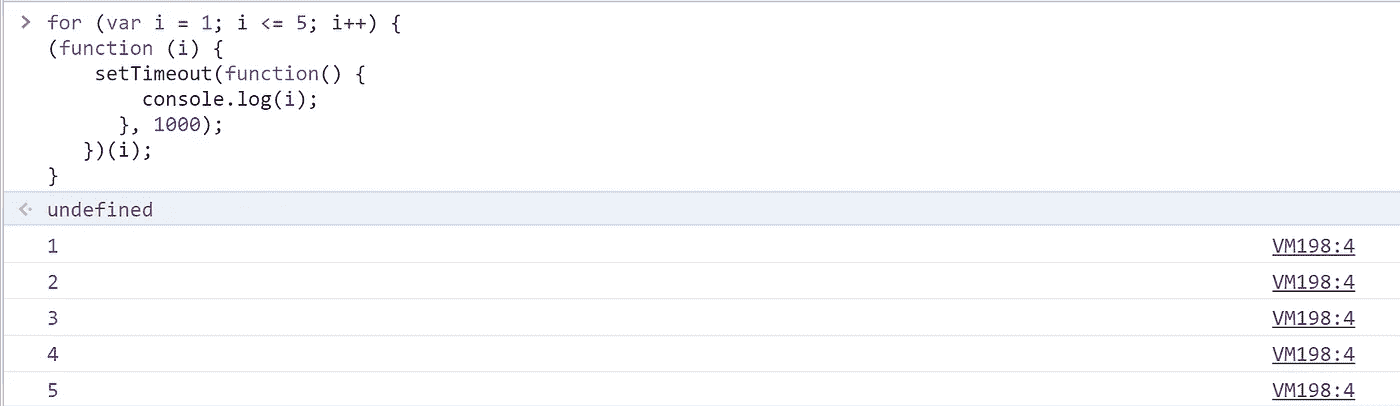 > for (var i = 1; i <= 5; i++) {
(function (i) {
    setTimeout(function() {
        console.log(i);
      }, 1000);
   })(i);
}
undefined
1 VM198:4
2 VM198:4
3 VM198:4
4 VM198:4
5 VM198:4